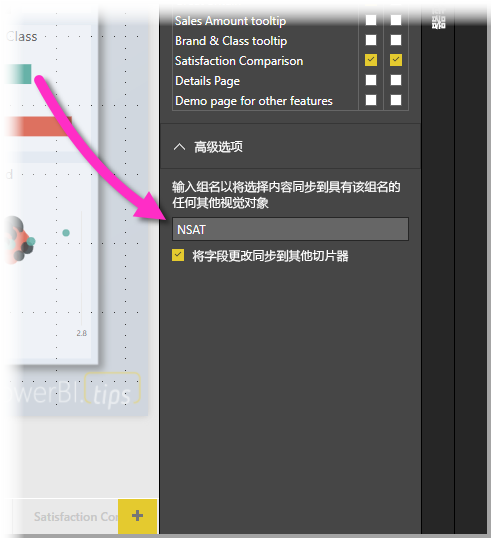 Class
Sales Amount tooltip
Brand & Class tooltip
Satisfaction Comparison
Details Page
Demo page for other features
高级选项
输入组名以将选择内容同步到具有该组名的
任何其他视觉对象
NSAT
将字段更改同步到其他切片器
2.8
werBI.tips
Satisfaction Co